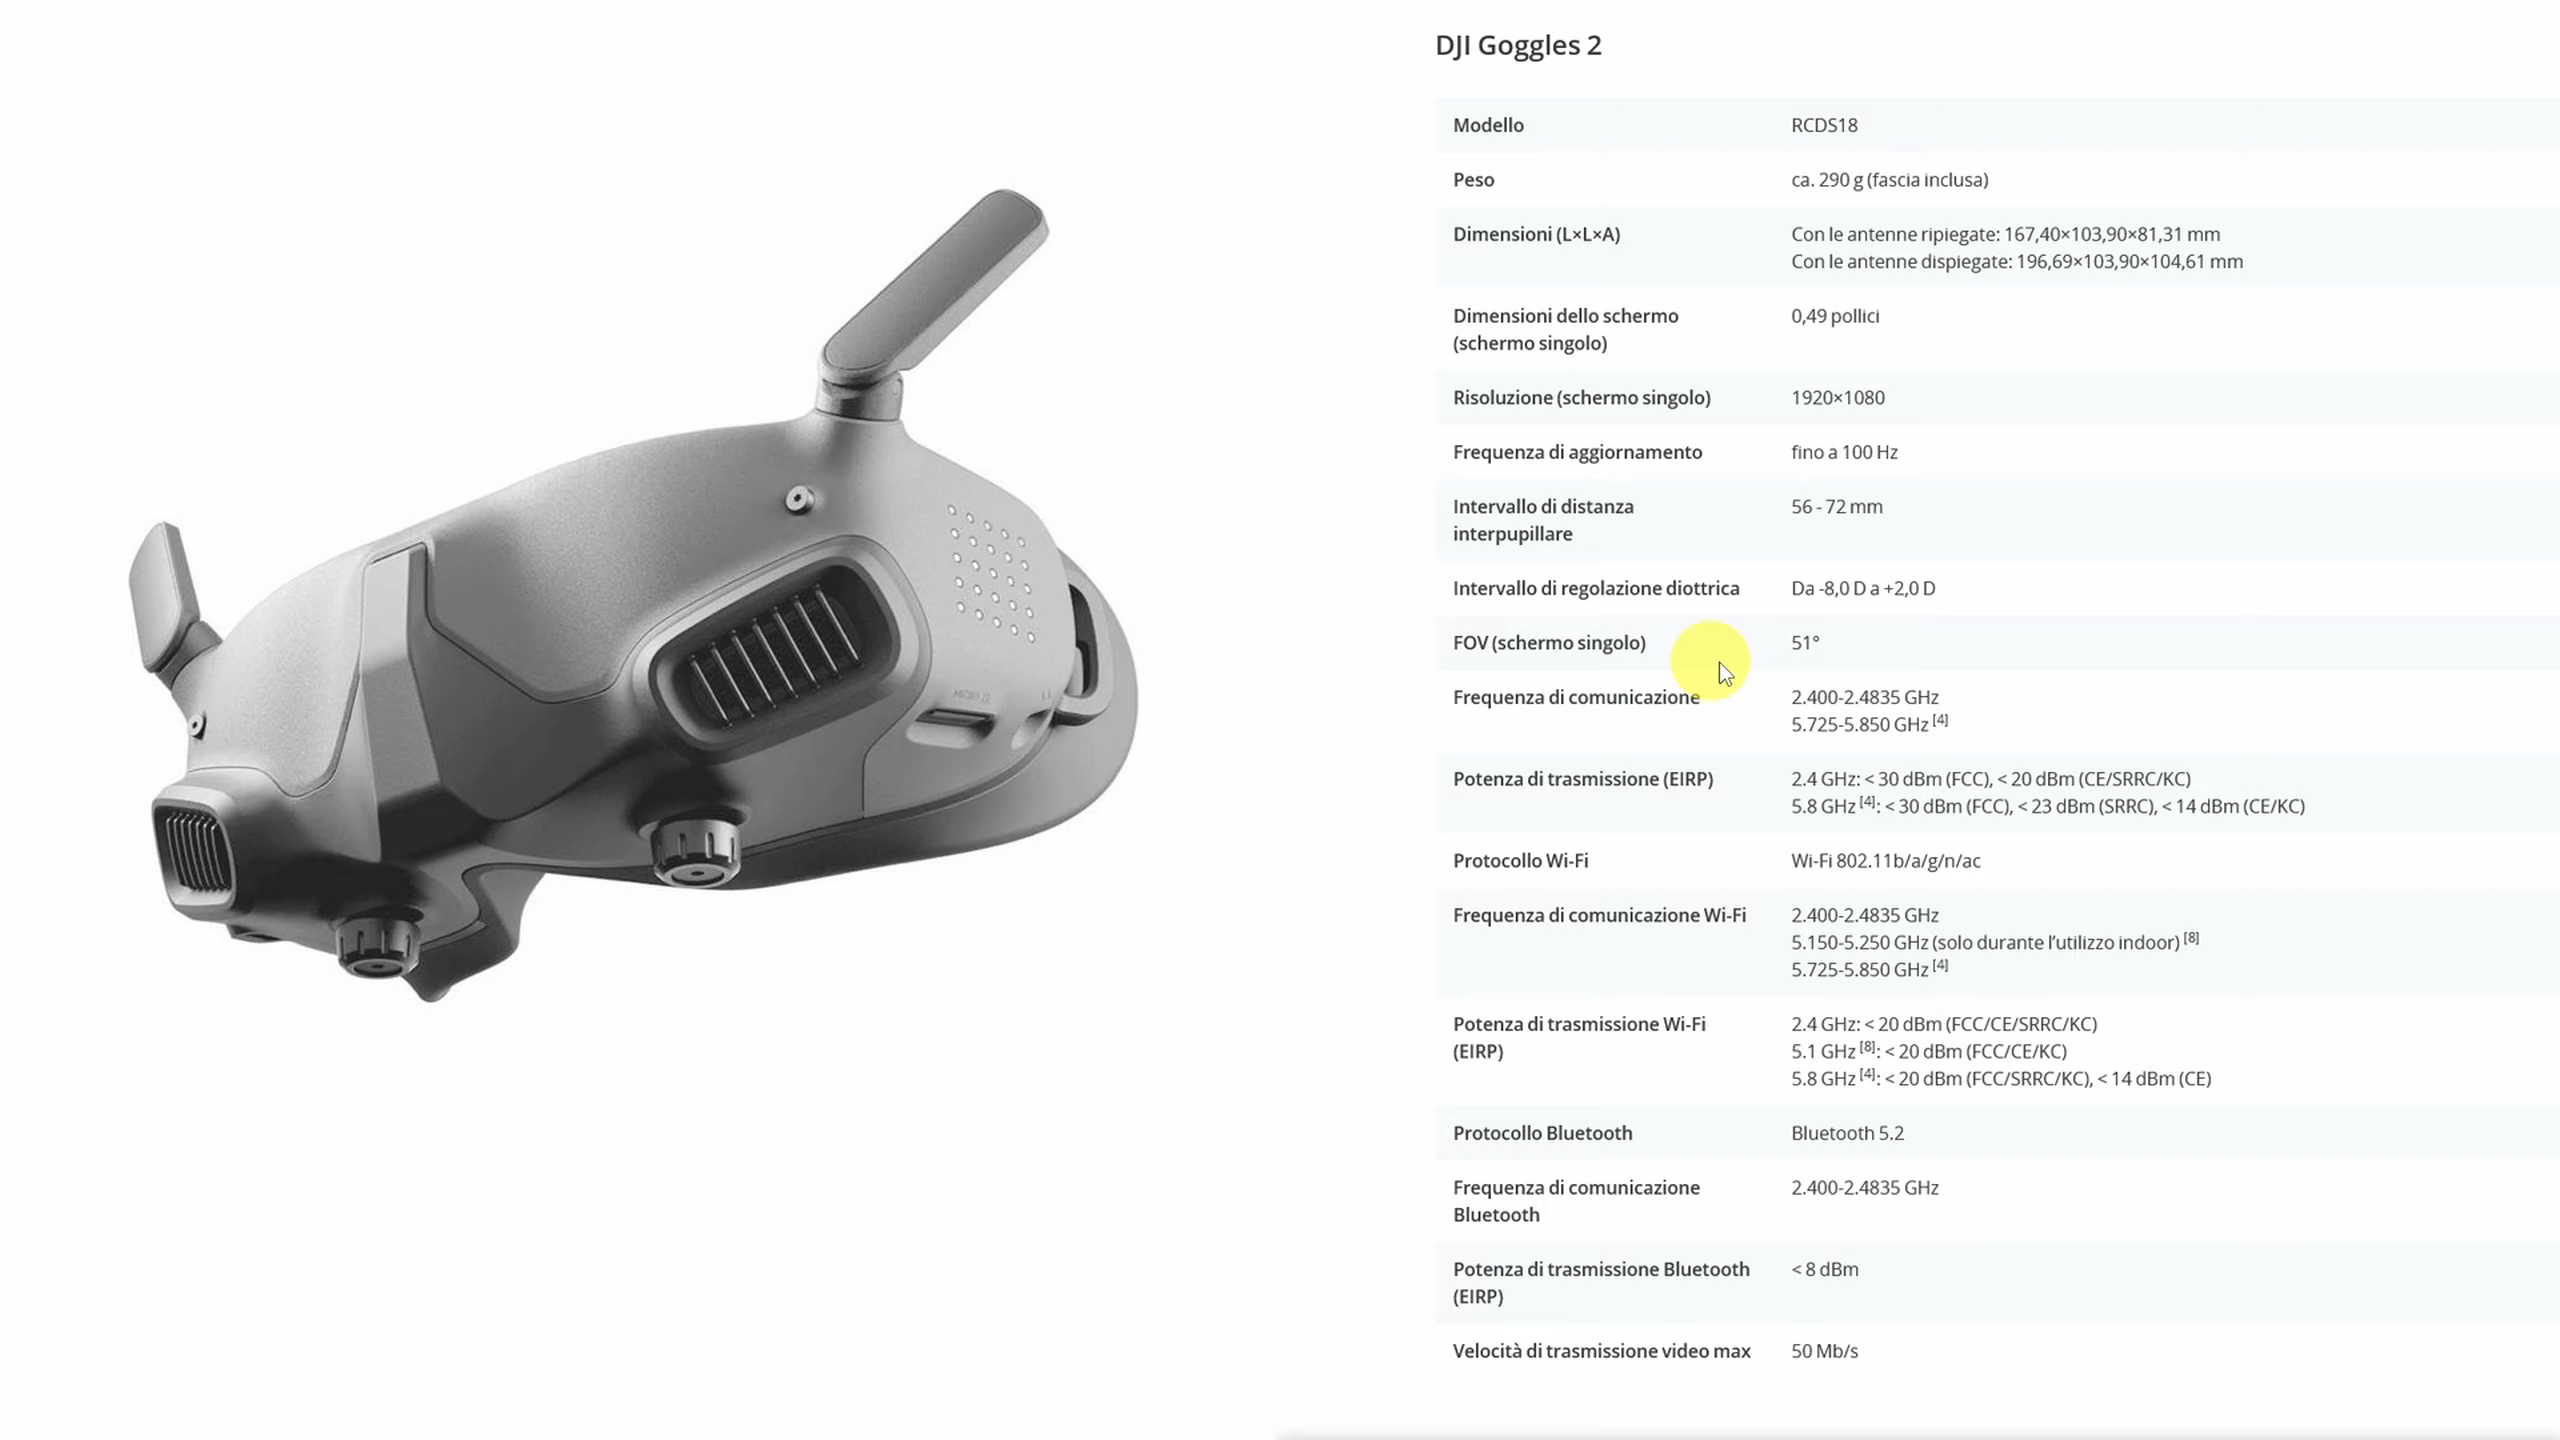 DJI Goggles 2
Modello RCDS18
Peso ca. 290 g (fascia inclusa)
Dimensioni (L×L×A) Con le antenne ripiegate: 167,40×103,90×81,31 mm
Con le antenne dispiegate: 196,69×103,90×104,61 mm
Dimensioni dello schermo 0,49 pollici
(schermo singolo)
Risoluzione (schermo singolo) 1920×1080
Frequenza di aggiornamento fino a 100 Hz
Intervallo di distanza 56 - 72 mm
interpupillare
Intervallo di regolazione diottrica Da -8,0 D a +2,0 D
FOV (schermo singolo) 51°
Frequenza di comunicazione 2.400-2.4835 GHz
5.725-5.850 GHz [4]
Potenza di trasmissione (EIRP) 2.4 GHz: < 30 dBm (FCC), < 20 dBm (CE/SRRC/KC)
5.8 GHz [4]: < 30 dBm (FCC), < 23 dBm (SRRC), < 14 dBm (CE/KC)
Protocollo Wi-Fi Wi-Fi 802.11b/a/g/n/ac
Frequenza di comunicazione Wi-Fi 2.400-2.4835 GHz
5.150-5.250 GHz (solo durante l’utilizzo indoor) [8]
5.725-5.850 GHz [4]
Potenza di trasmissione Wi-Fi 2.4 GHz: < 20 dBm (FCC/CE/SRRC/KC)
(EIRP) 5.1 GHz [8]: < 20 dBm (FCC/CE/KC)
5.8 GHz [4]: < 20 dBm (FCC/SRRC/KC), < 14 dBm (CE)
Protocollo Bluetooth Bluetooth 5.2
Frequenza di comunicazione 2.400-2.4835 GHz
Bluetooth
Potenza di trasmissione Bluetooth < 8 dBm
(EIRP)
Velocità di trasmissione video max 50 Mb/s